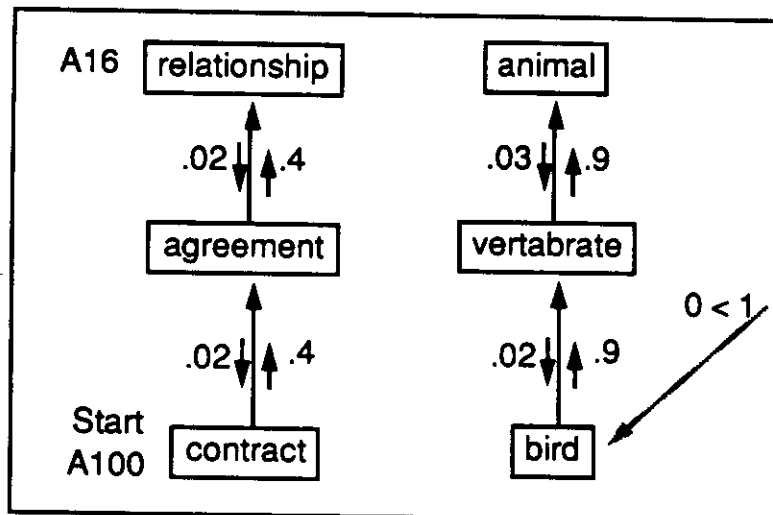 A16 relationship animal
.02 .4 .03 .9
agreement vertabrate
0 < 1
.02 .4 .02 .9
Start
A100 contract bird